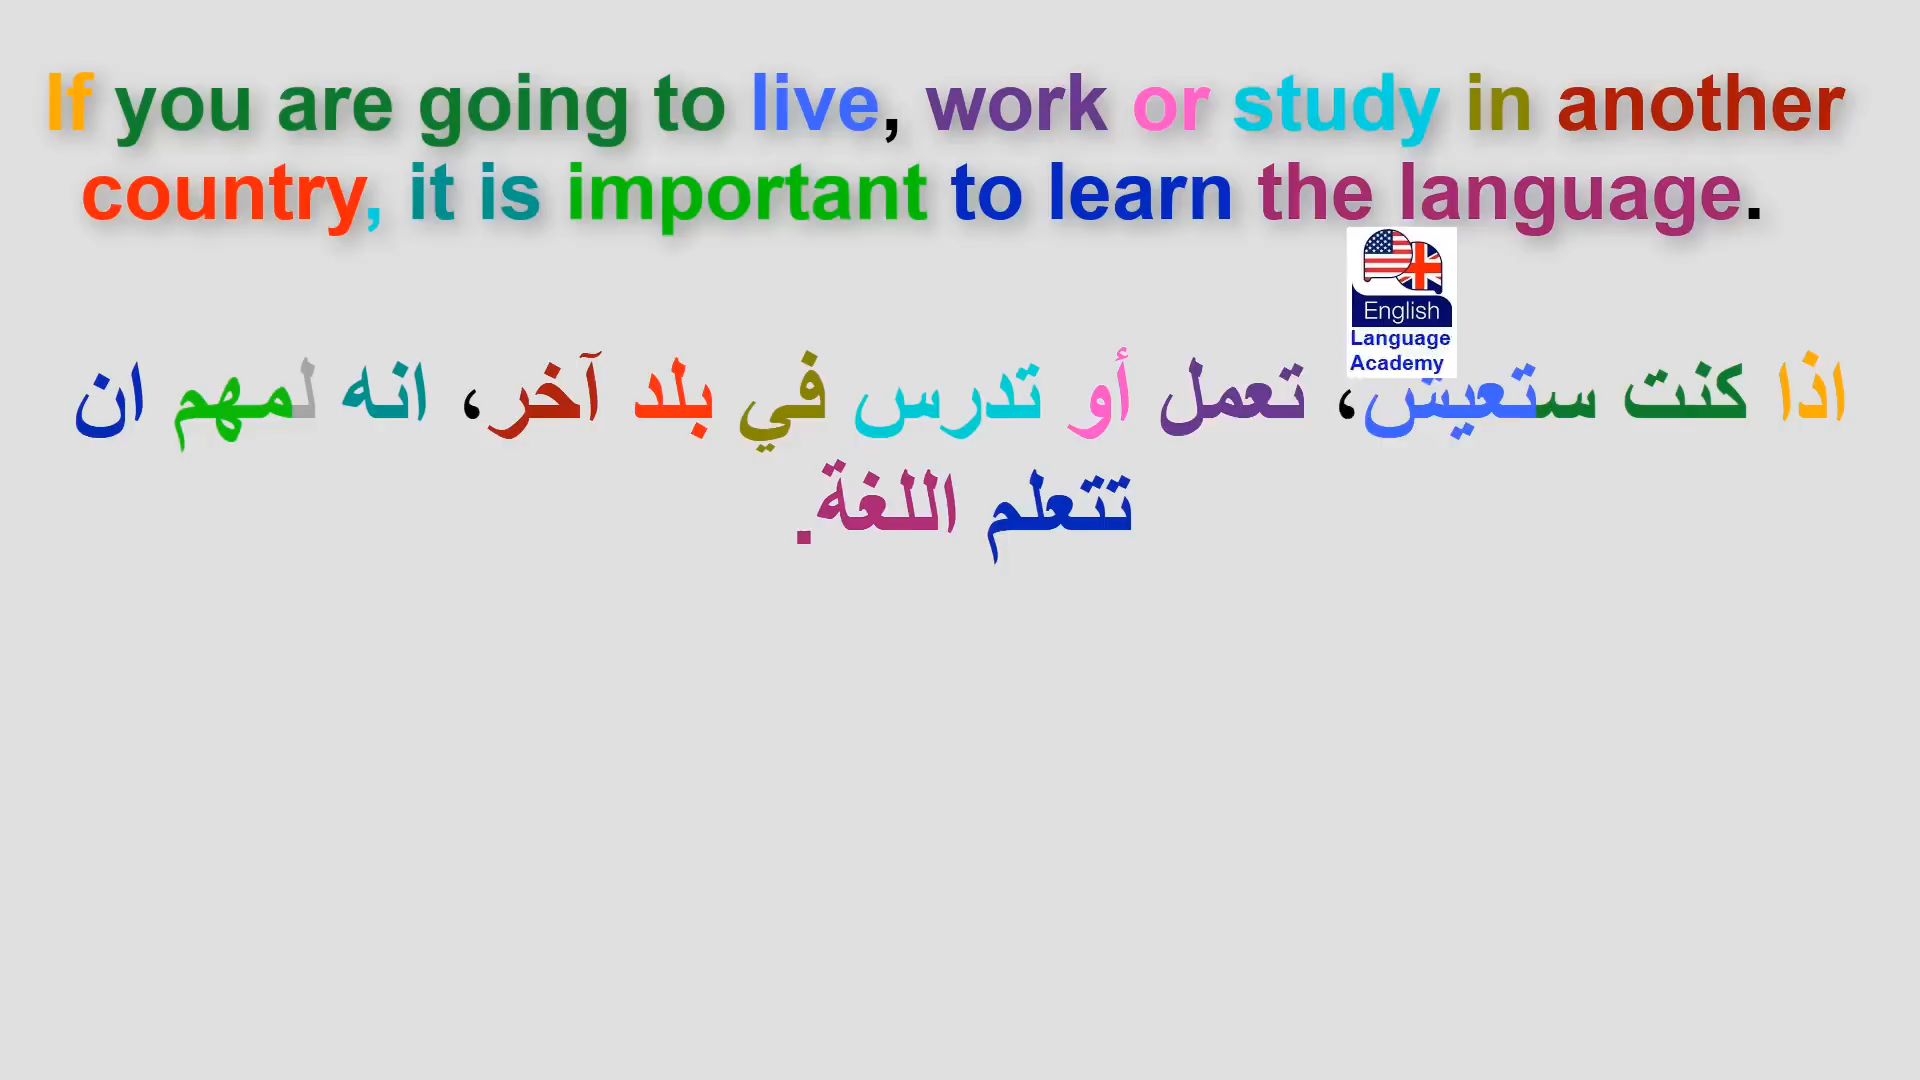 If you are going to live, work or study in another
country, it is important to learn the language.
English
Language
Academy
اذا كنت ستعيش، تعمل أو تدرس في بلد آخر، انه لمهم ان
تتعلم اللغة.